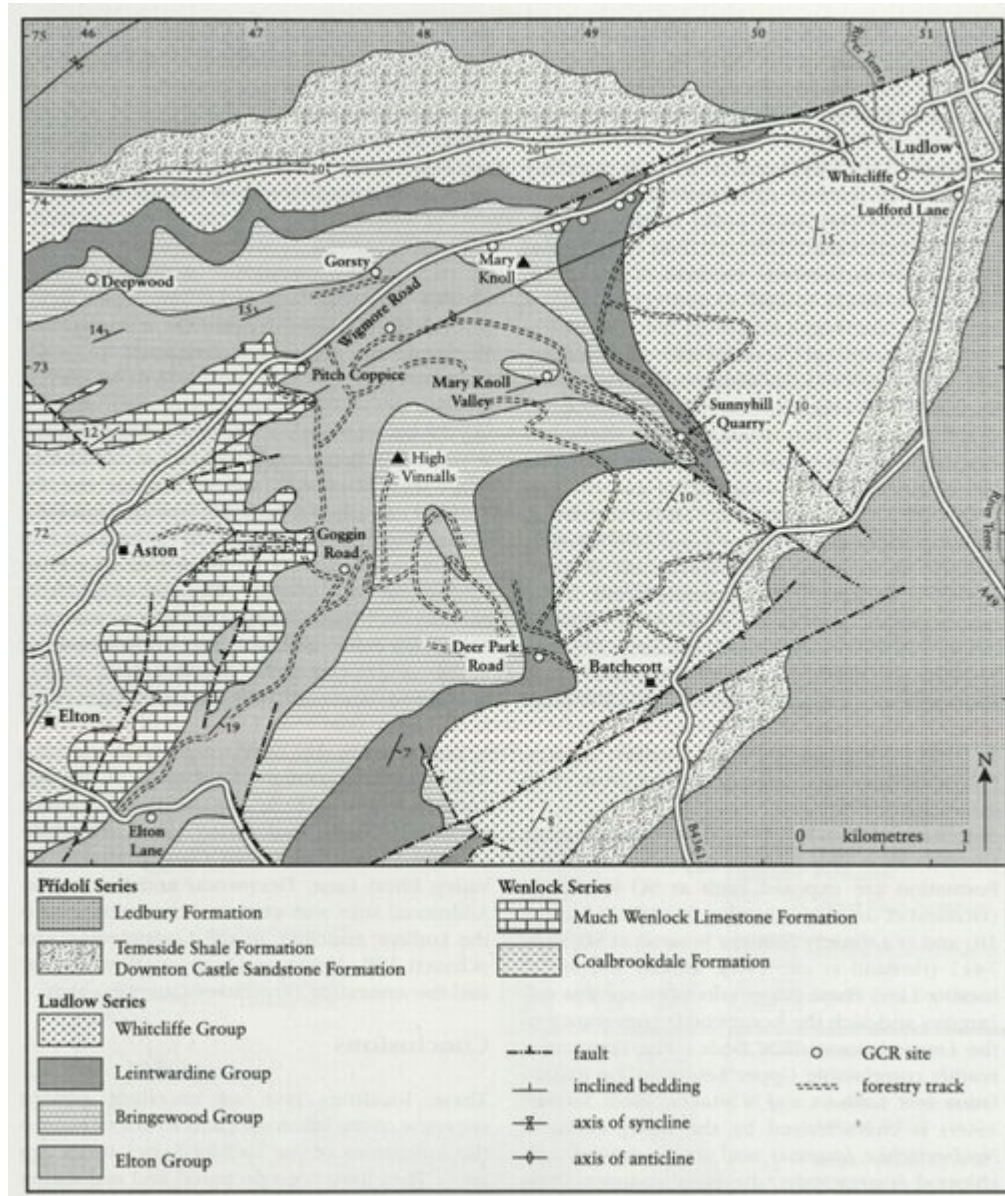 75
46
47
48
49
50
51
River Teme
20
20
Ludlow
Whitcliffe
74
Ludford Lane
15
Gorsty
Mary
Knoll
Deepwood
15
14
Wigmore Road
73
Pitch Coppice
Mary Knoll
Valley
Sunnyhill
Quarry
10
12
High
Vinnalls
10
72
Goggin
Road
Aston
River Teme
A49
Deer Park
Road
Batchcott
71
Elton
19
7
N
8
Elton
Lane
B4361
0 kilometres 1
Přídolí Series
Ledbury Formation
Temeside Shale Formation
Downton Castle Sandstone Formation
Ludlow Series
Whitcliffe Group
Leintwardine Group
Bringewood Group
Elton Group
Wenlock Series
Much Wenlock Limestone Formation
Coalbrookdale Formation
fault
inclined bedding
axis of syncline
axis of anticline
GCR site
forestry track